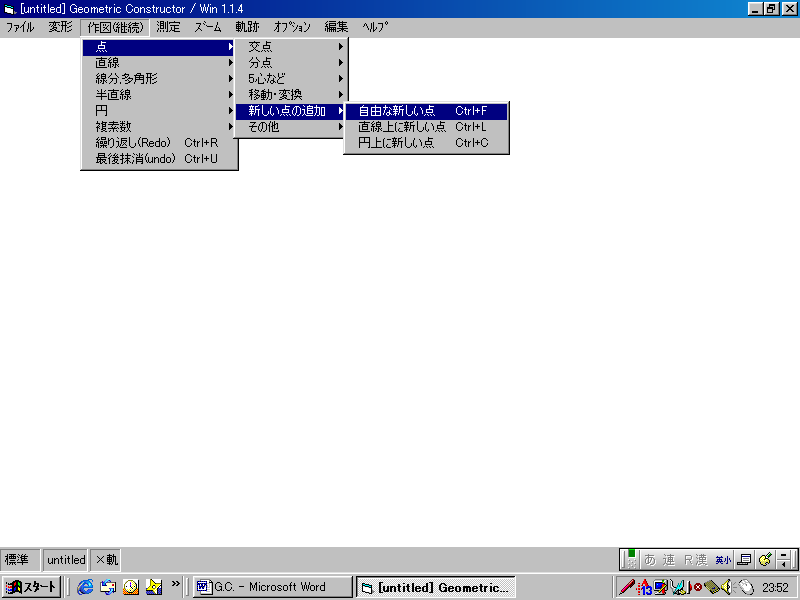 [untitled] Geometric Constructor / Win 1.1.4
ファイル 変形 作図(継続) 測定 ズーム 軌跡 オプション 編集 ヘルプ
点
直線
線分,多角形
半直線
円
複素数
繰り返し(Redo) Ctrl+R
最後抹消(undo) Ctrl+U
交点
分点
5心など
移動・変換
新しい点の追加
その他
自由な新しい点 Ctrl+F
直線上に新しい点 Ctrl+L
円上に新しい点 Ctrl+C
標準 untitled ×軌
あ 連 R漢 英小
スタート
G.C. - Microsoft Word
[untitled] Geometric...
23:52